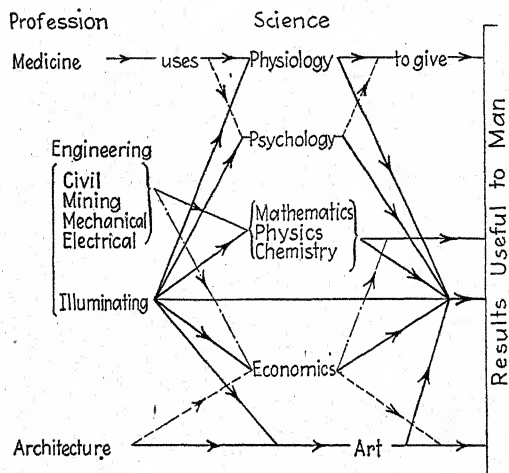 Profession Science
Medicine uses Physiology to give
Psychology
Engineering
Civil
Mining
Mechanical
Electrical
Mathematics
Physics
Chemistry
Illuminating
Economics
Architecture Art
Results Useful to Man